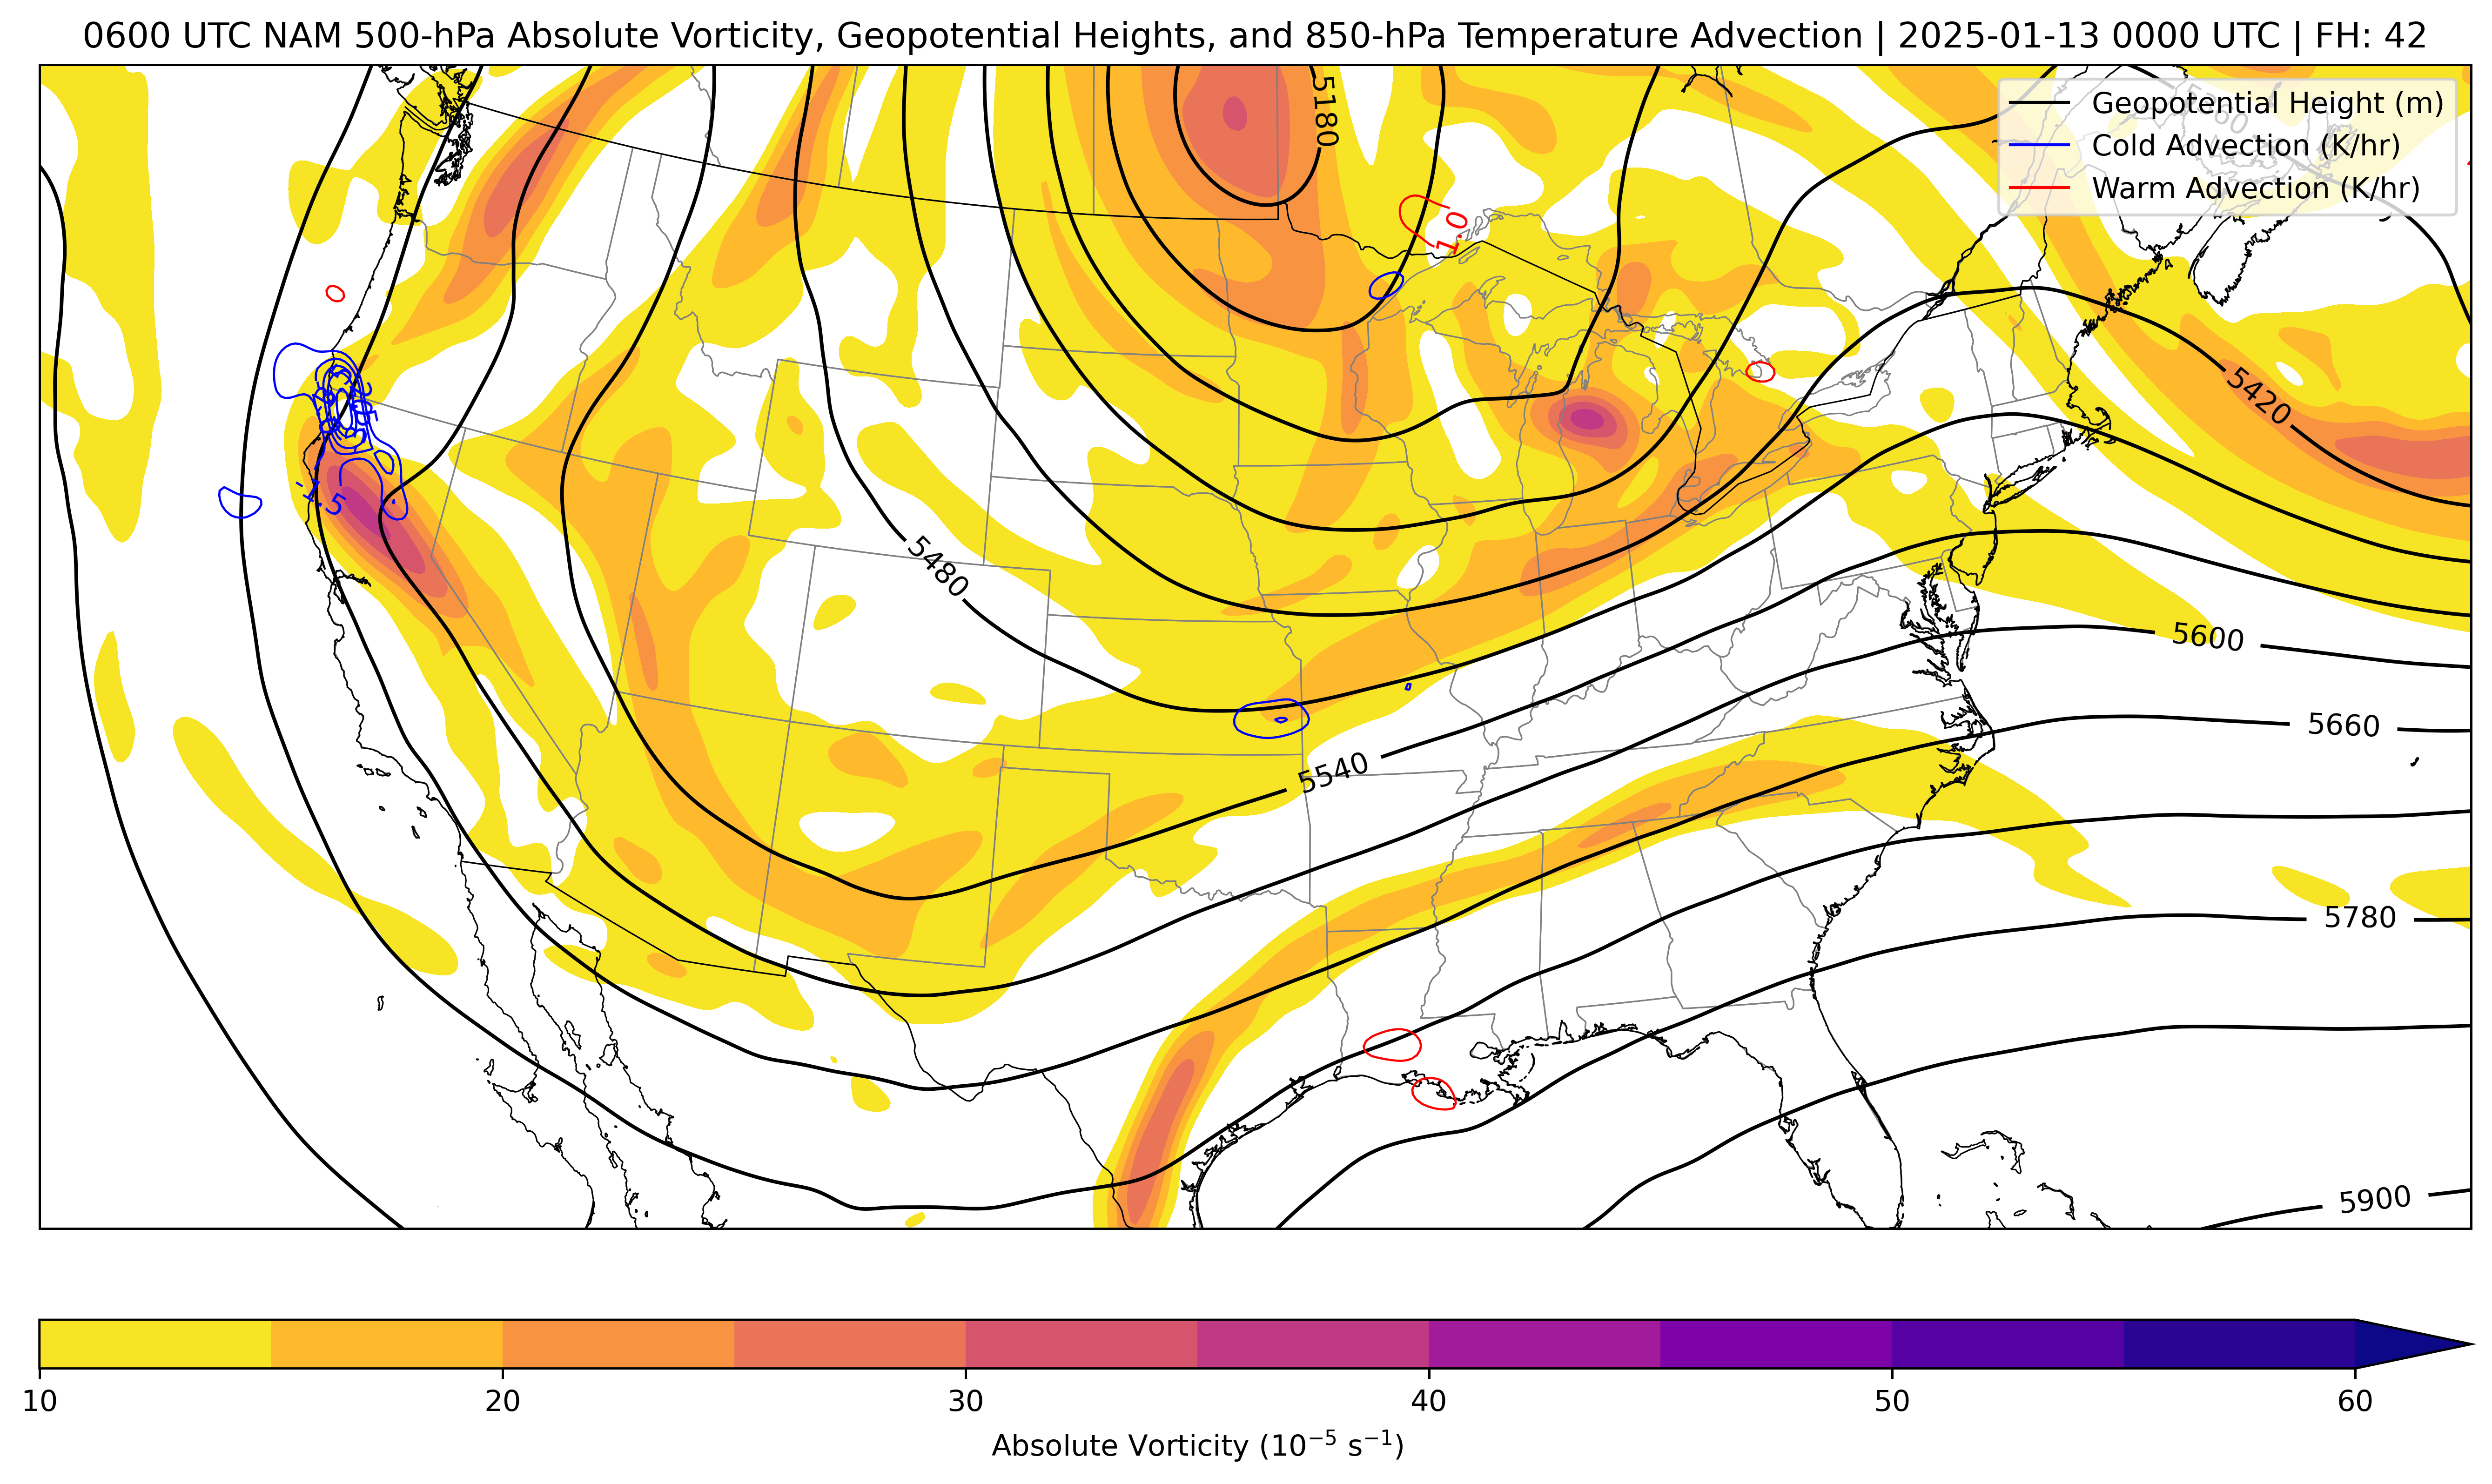 0600 UTC NAM 500-hPa Absolute Vorticity, Geopotential Heights, and 850-hPa Temperature Advection | 2025-01-13 0000 UTC | FH: 42
Geopotential Height (m)
Cold Advection (K/hr)
Warm Advection (K/hr)
5180
1.0
5420
5480
5600
5660
5540
5780
5900
10 20 30 40 50 60
Absolute Vorticity (10⁻⁵ s⁻¹)